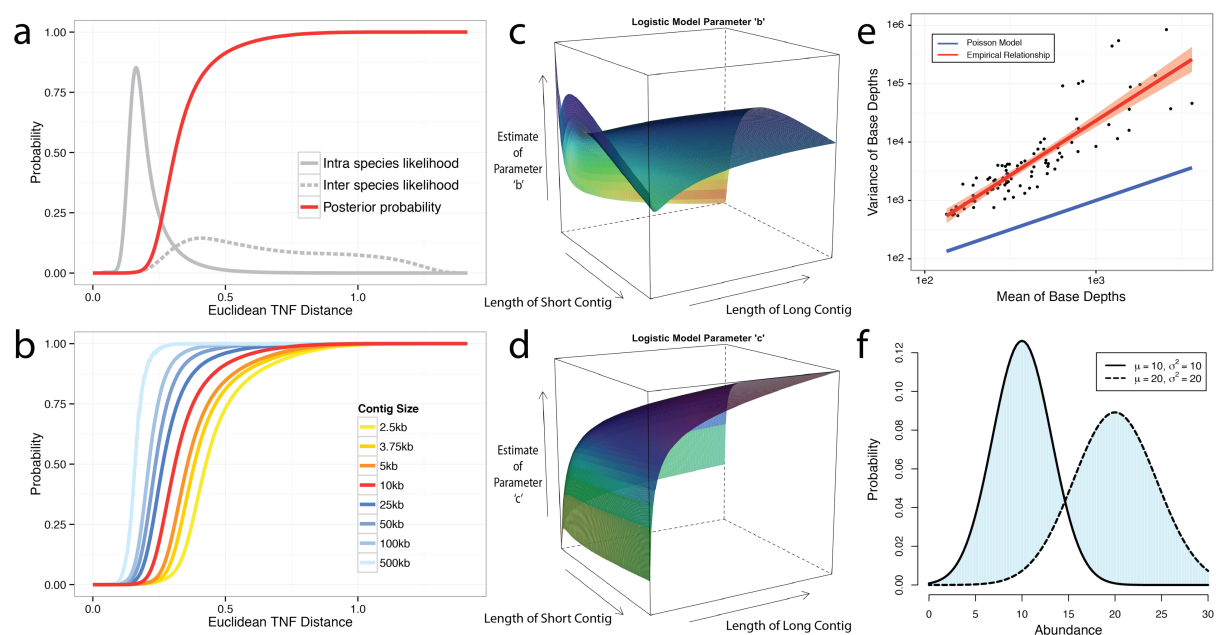 a
1.00
0.75
0.50
0.25
0.00
Probability
Intra species likelihood
Inter species likelihood
Posterior probability
0.0
0.5
1.0
Euclidean TNF Distance
b
1.00
0.75
0.50
0.25
0.00
Probability
Contig Size
2.5kb
3.75kb
5kb
10kb
25kb
50kb
100kb
500kb
0.0
0.5
1.0
Euclidean TNF Distance
c
Logistic Model Parameter 'b'
Estimate
of
Parameter
'b'
Length of Short Contig
Length of Long Contig
d
Logistic Model Parameter 'c'
Estimate
of
Parameter
'c'
Length of Short Contig
Length of Long Contig
e
1e6
1e5
1e4
1e3
1e2
Variance of Base Depths
Poisson Model
Empirical Relationship
1e2
1e3
Mean of Base Depths
f
0.12
0.10
0.08
0.06
0.04
0.02
0.00
Probability
μ = 10, σ² = 10
μ = 20, σ² = 20
0
5
10
15
20
25
30
Abundance